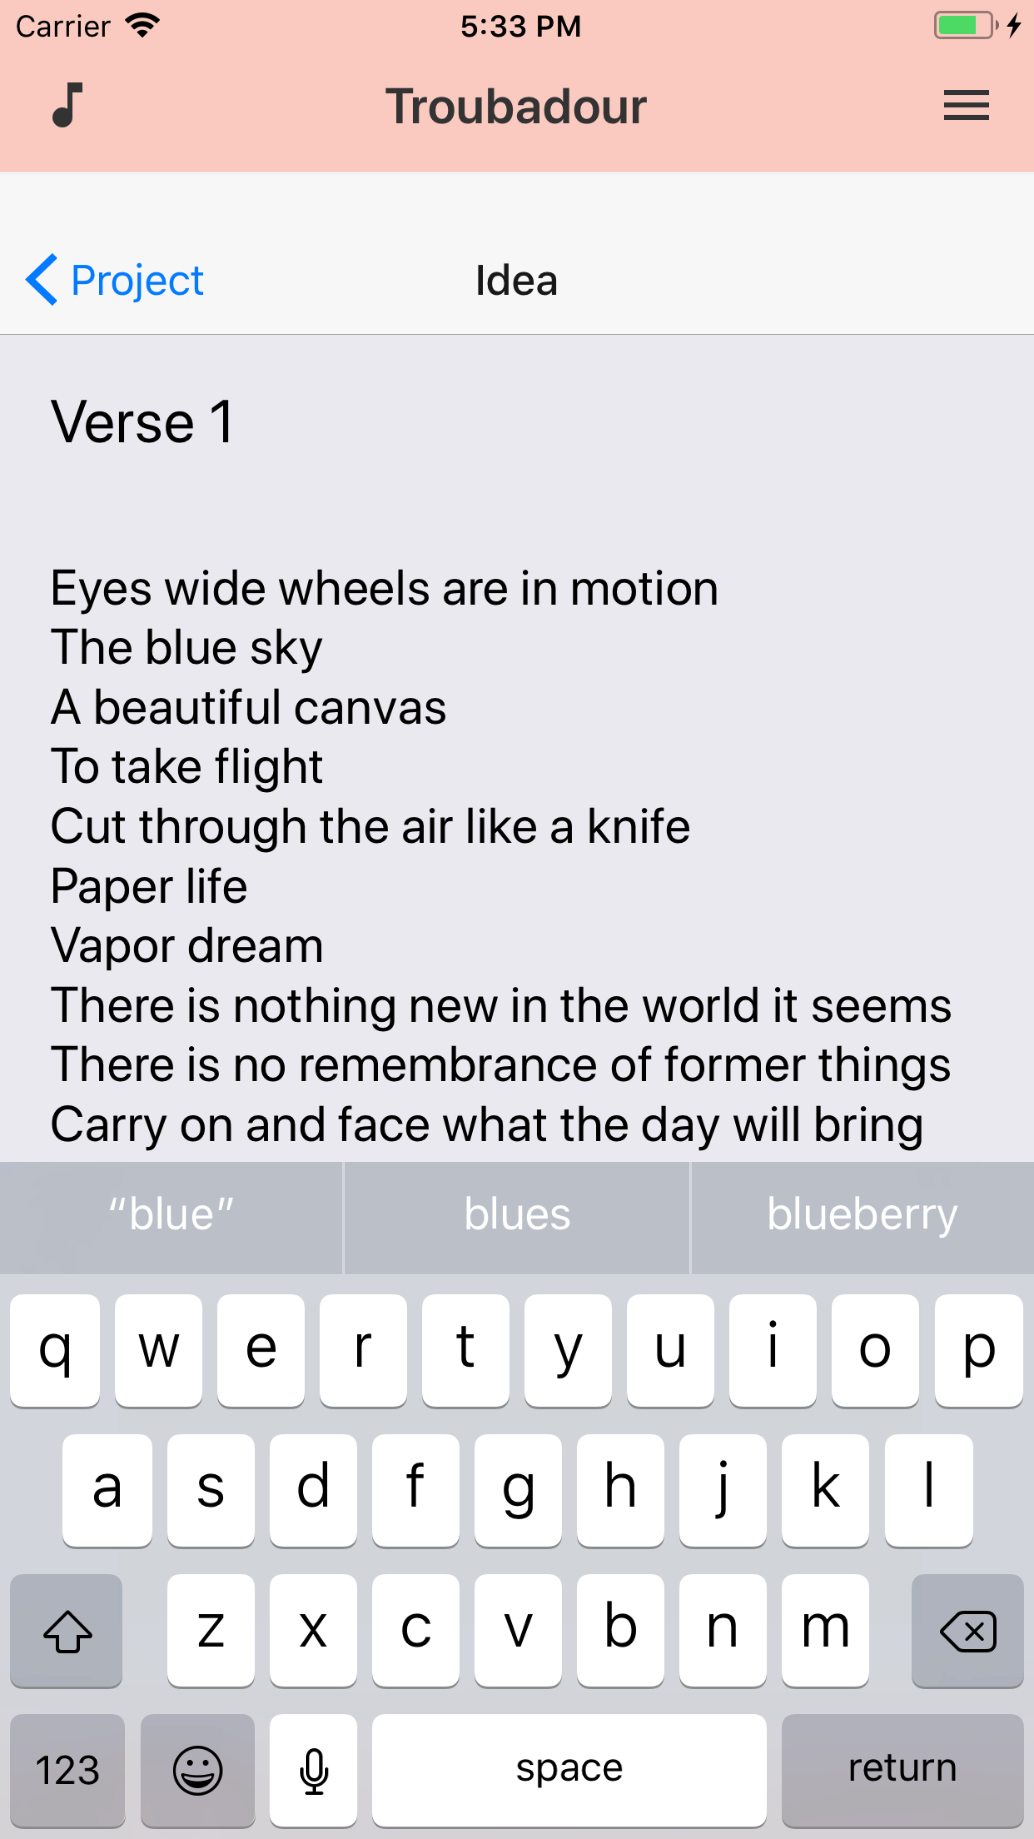 Carrier 5:33 PM
Troubadour
Project Idea
Verse 1
Eyes wide wheels are in motion
The blue sky
A beautiful canvas
To take flight
Cut through the air like a knife
Paper life
Vapor dream
There is nothing new in the world it seems
There is no remembrance of former things
Carry on and face what the day will bring
“blue” blues blueberry
q w e r t y u i o p
a s d f g h j k l
z x c v b n m
123 space return